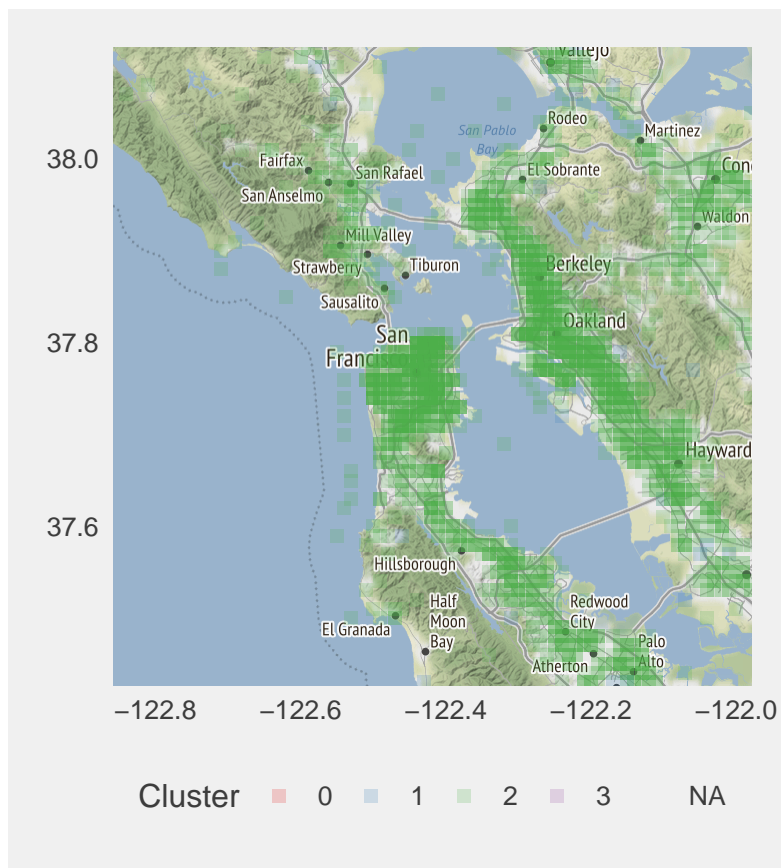 Vallejo
38.0
San Pablo
Bay
Rodeo
Martinez
Fairfax
San Rafael
El Sobrante
Con
San Anselmo
Waldon
Mill Valley
Strawberry
Tiburon
Berkeley
Sausalito
37.8
San
Francis
Oakland
Hayward
37.6
Hillsborough
Half
Moon
Bay
Redwood
City
El Granada
Palo
Alto
Atherton
−122.8 −122.6 −122.4 −122.2 −122.0
Cluster 0 1 2 3 NA